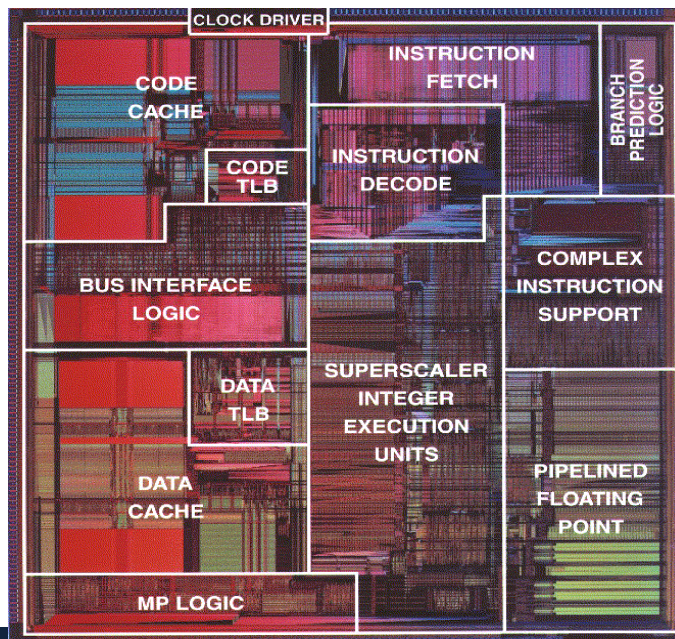 CLOCK DRIVER
CODE
CACHE
INSTRUCTION
FETCH
BRANCH
PREDICTION
LOGIC
CODE
TLB
INSTRUCTION
DECODE
BUS INTERFACE
LOGIC
COMPLEX
INSTRUCTION
SUPPORT
DATA
TLB
SUPERSCALER
INTEGER
EXECUTION
UNITS
DATA
CACHE
PIPELINED
FLOATING
POINT
MP LOGIC